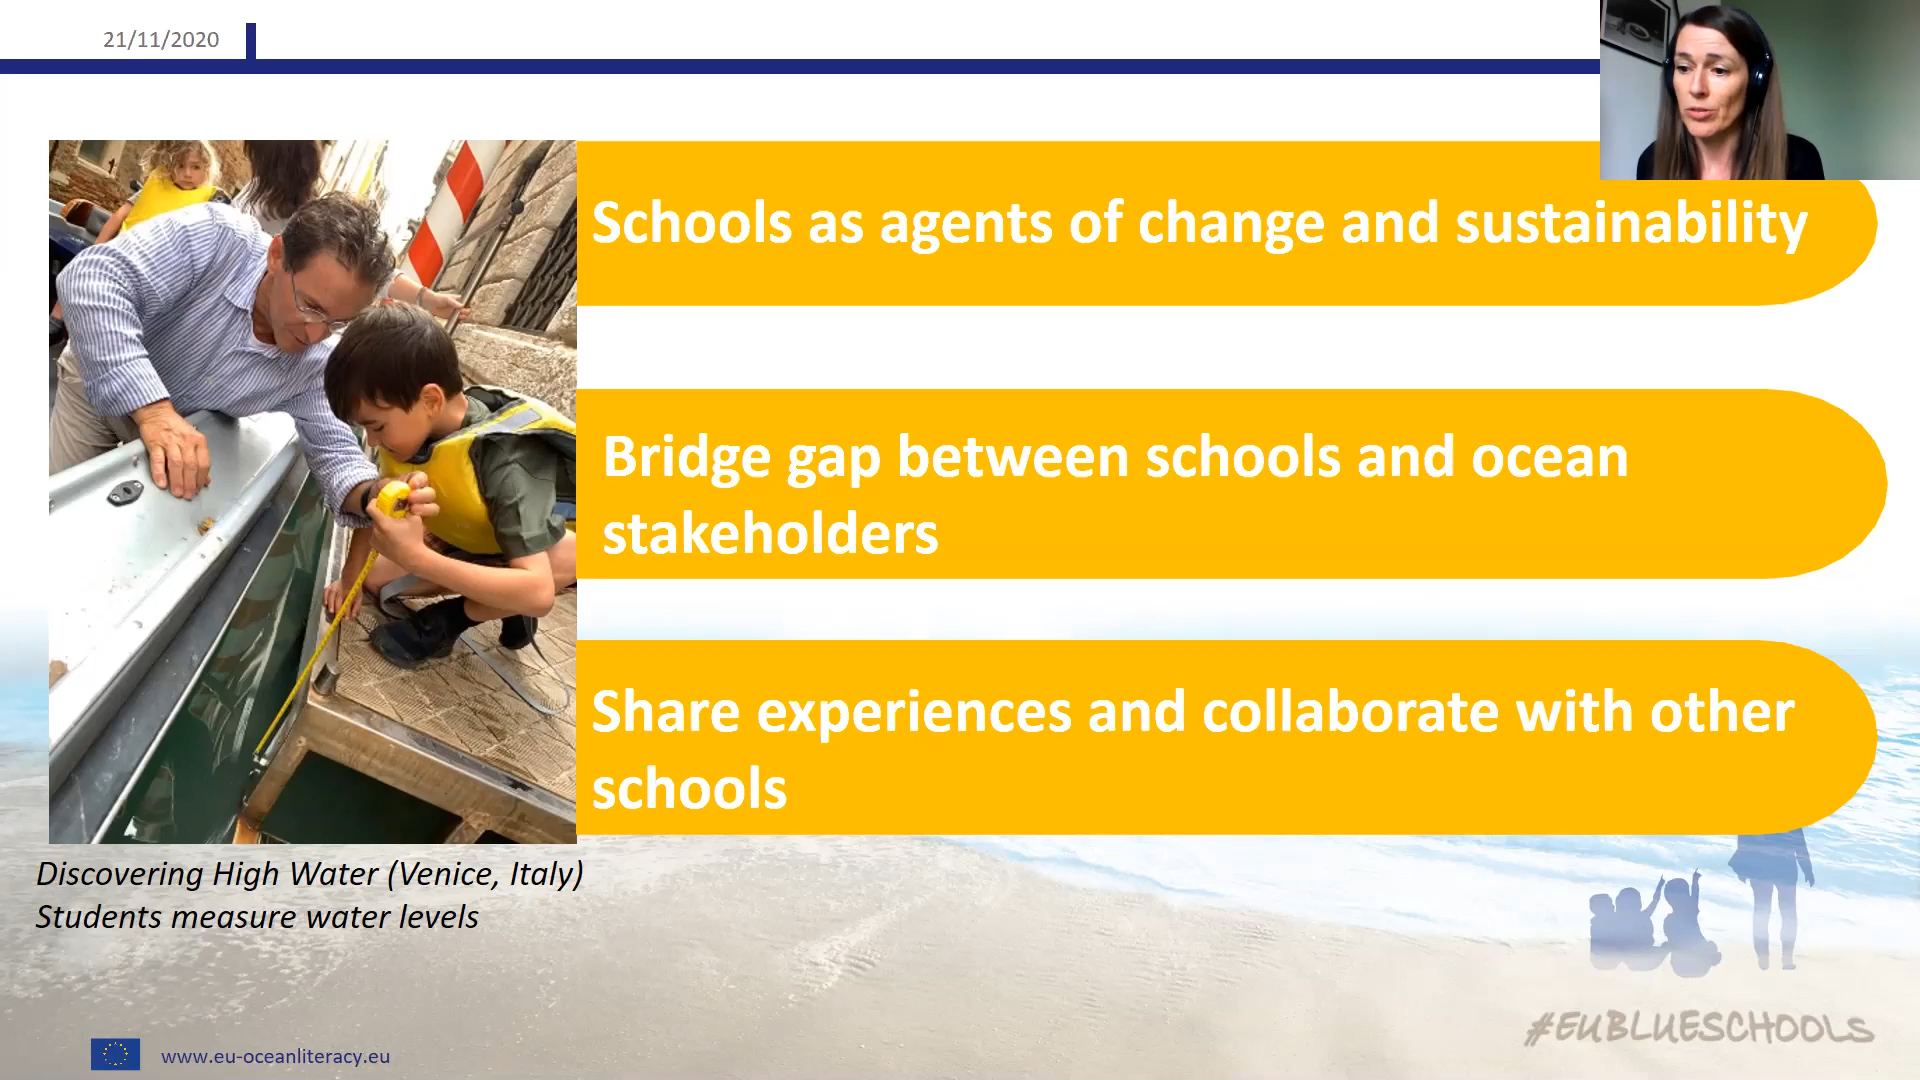 21/11/2020
Schools as agents of change and sustainability
Bridge gap between schools and ocean
stakeholders
Share experiences and collaborate with other
schools
Discovering High Water (Venice, Italy)
Students measure water levels
#EUBLUESCHOOLS
www.eu-oceanliteracy.eu